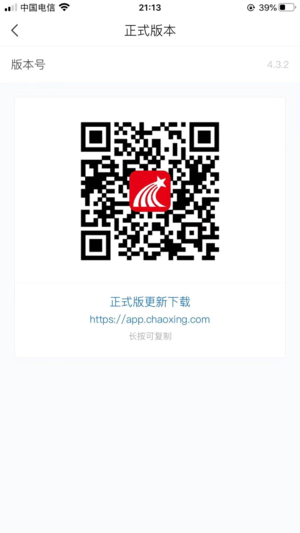 中国电信 21:13 39%
正式版本
版本号 4.3.2
正式版更新下载
https://app.chaoxing.com
长按可复制